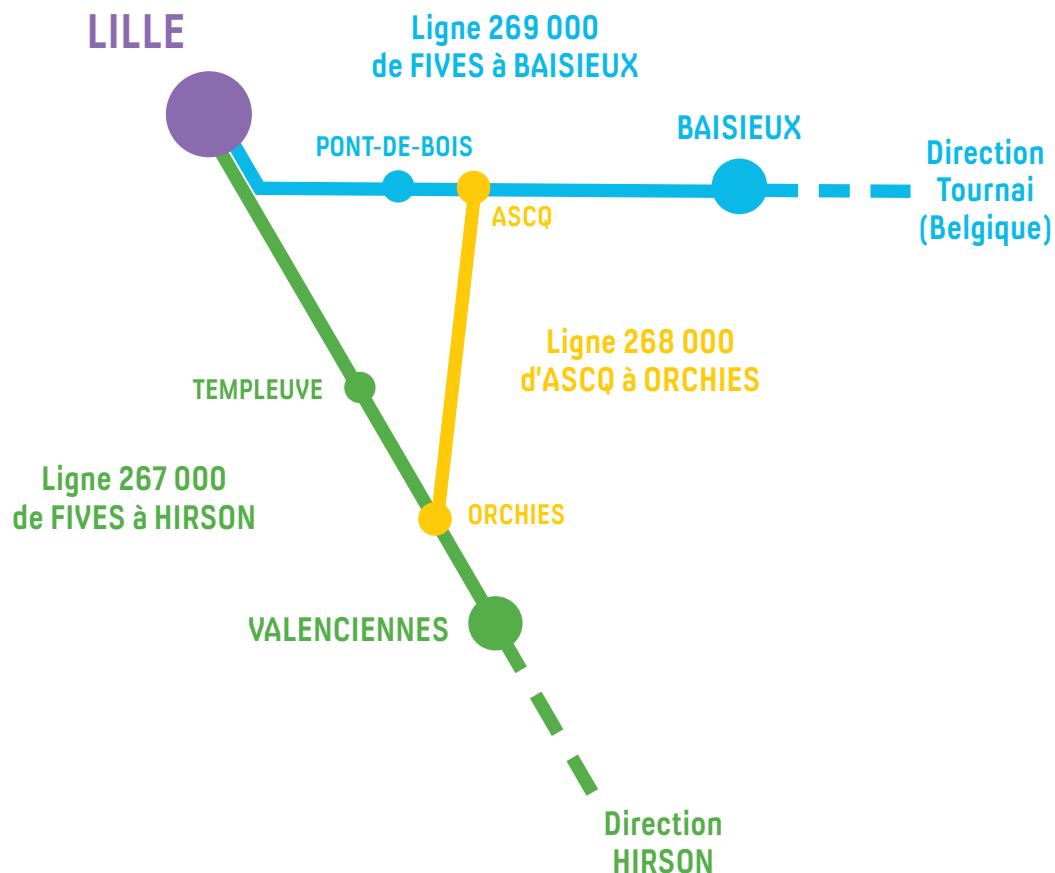 LILLE
Ligne 269 000
de FIVES à BAISIEUX
PONT-DE-BOIS
BAISIEUX
Direction
Tournai
(Belgique)
ASCQ
Ligne 268 000
d'ASCQ à ORCHIES
TEMPLEUVE
Ligne 267 000
de FIVES à HIRSON
ORCHIES
VALENCIENNES
Direction
HIRSON